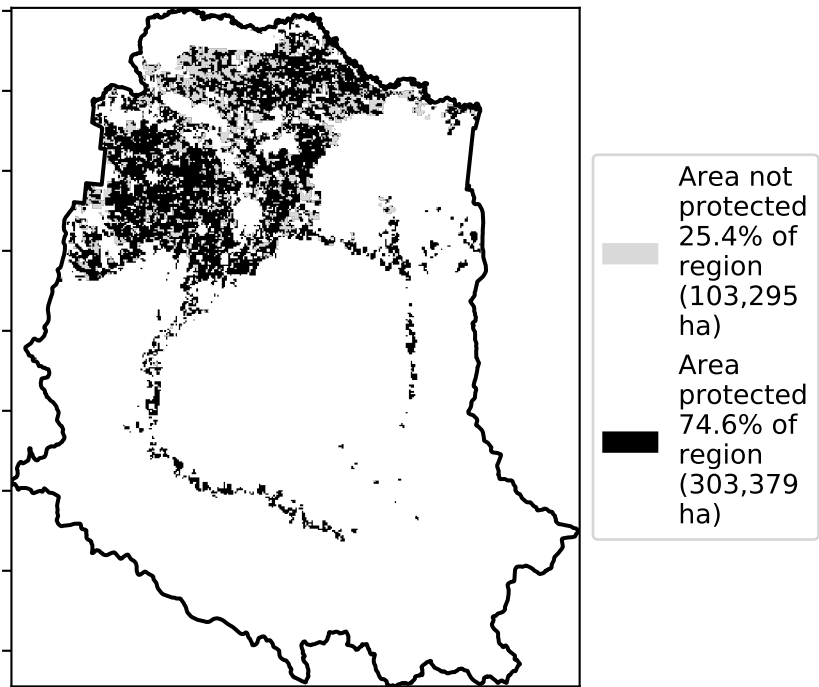 Area not
protected
25.4% of
region
(103,295
ha)
Area
protected
74.6% of
region
(303,379
ha)